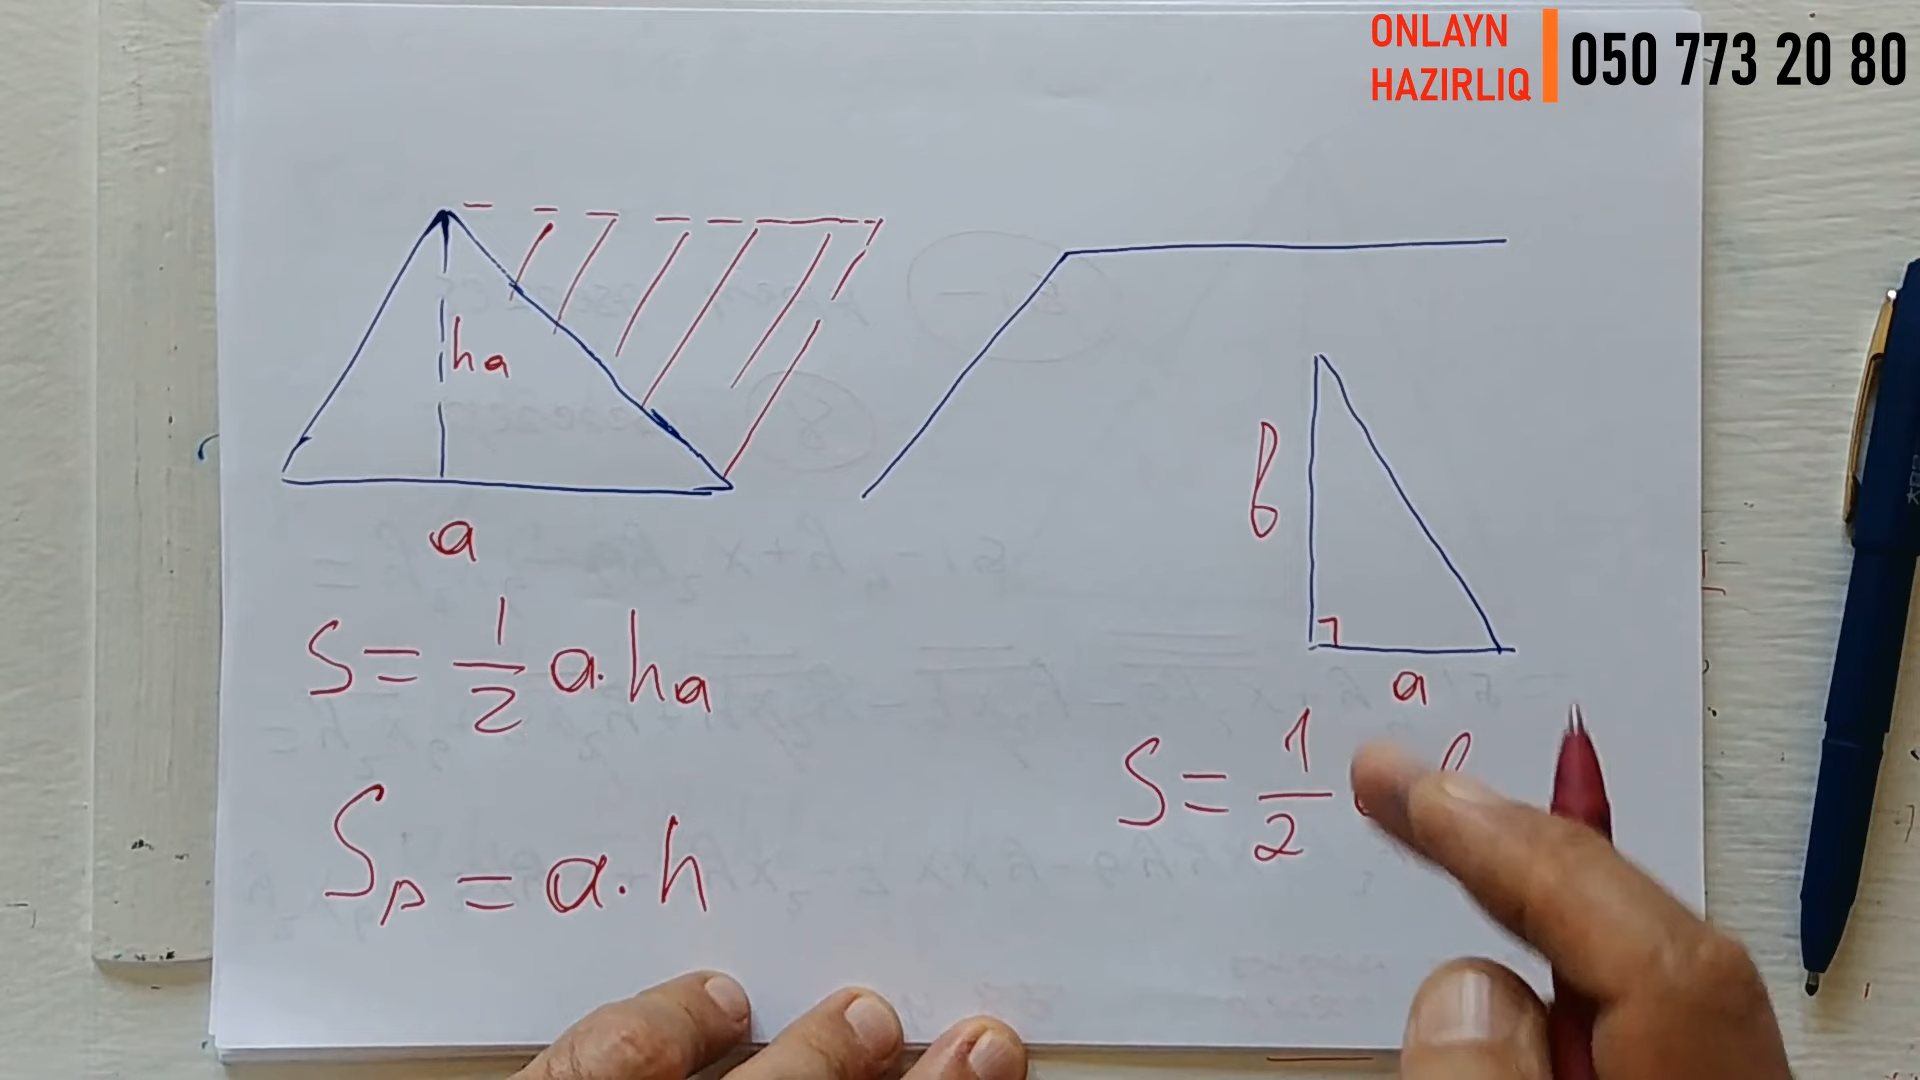 ONLAYN
HAZIRLIQ
050 773 20 80
ha
a
S = 1/2 a · ha
Sp = a · h
b
a
S = 1/2